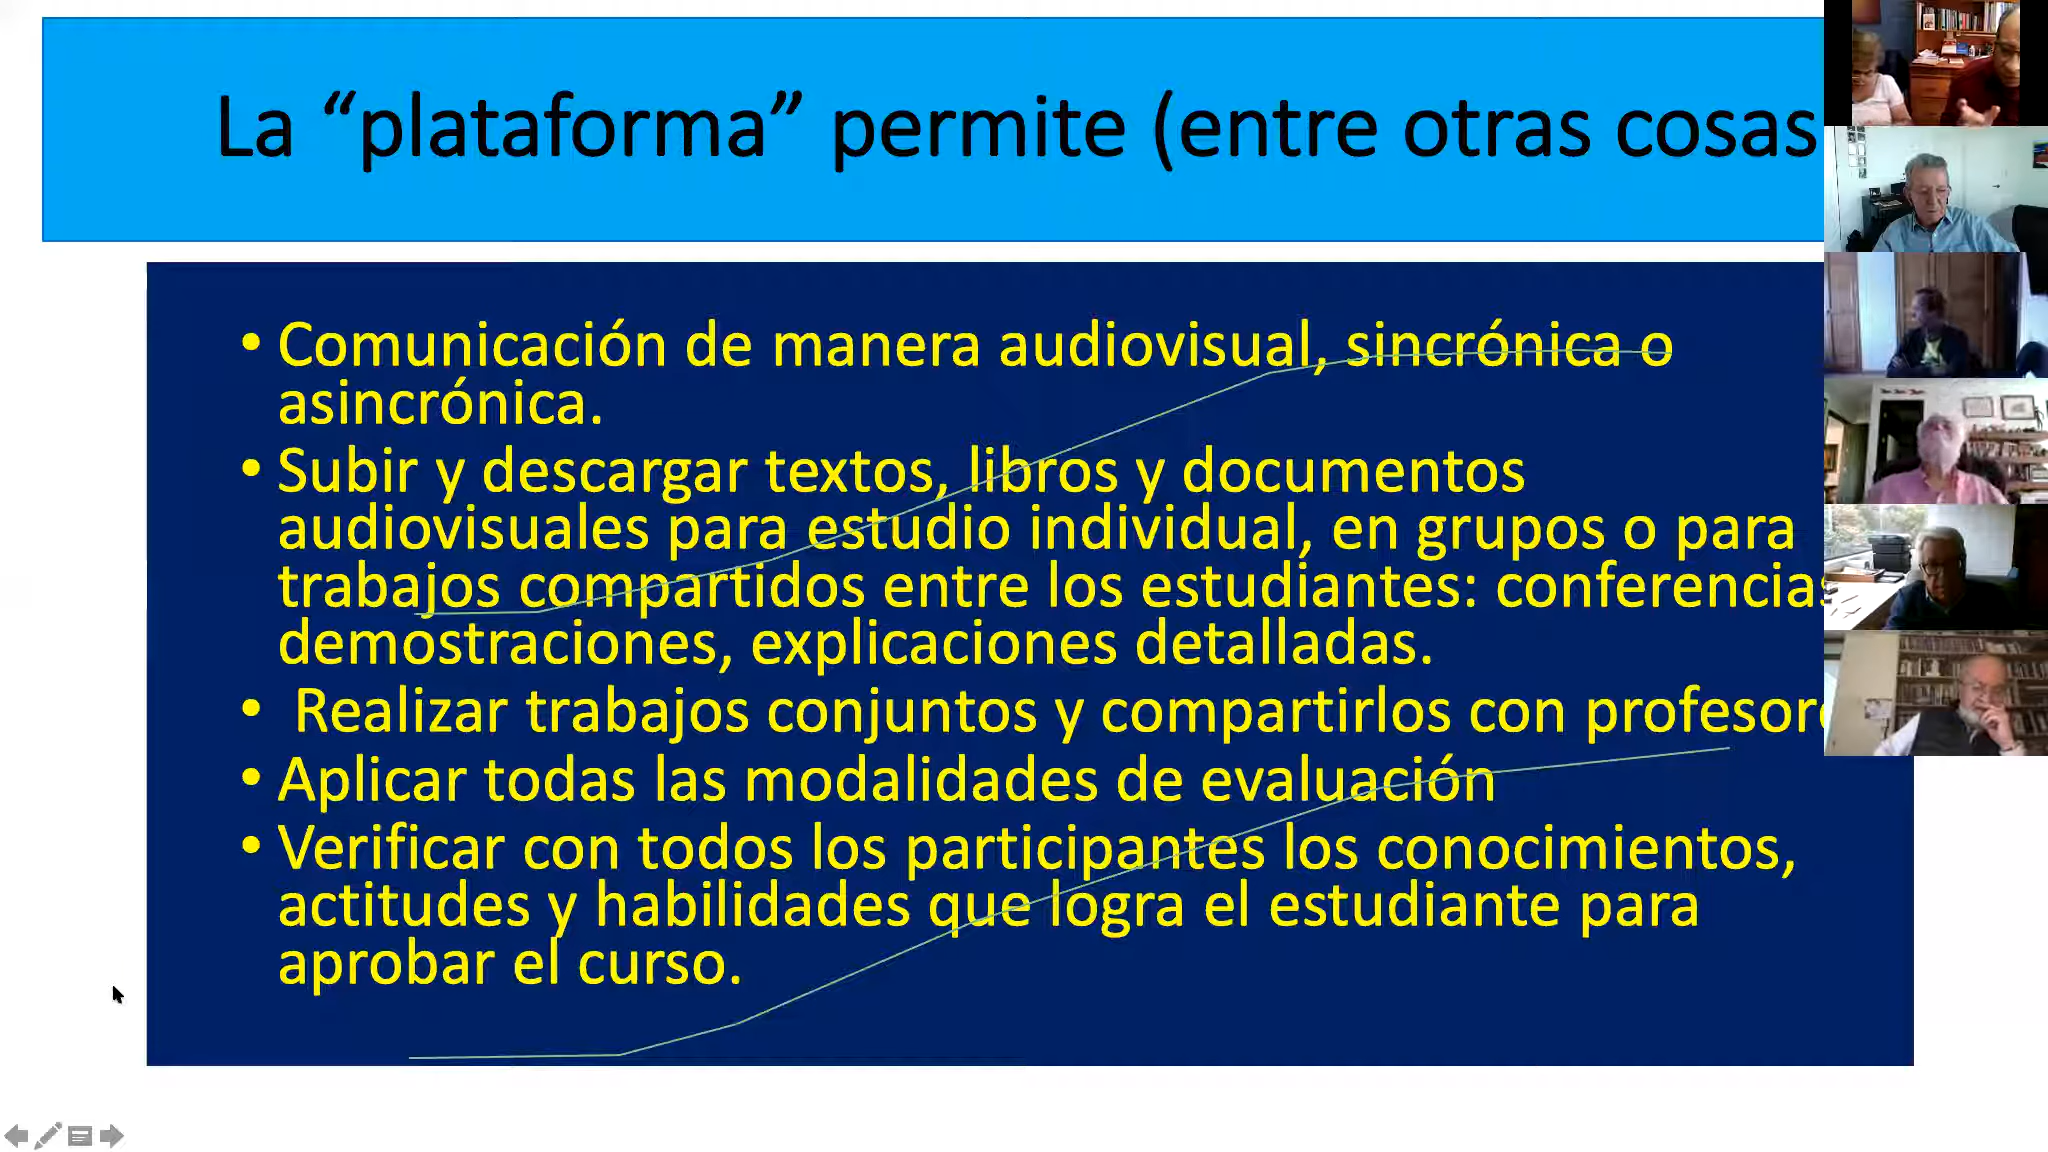 La “plataforma” permite (entre otras cosas
• Comunicación de manera audiovisual, sincrónica o
asincrónica.
• Subir y descargar textos, libros y documentos
audiovisuales para estudio individual, en grupos o para
trabajos compartidos entre los estudiantes: conferencias
demostraciones, explicaciones detalladas.
• Realizar trabajos conjuntos y compartirlos con profesor
• Aplicar todas las modalidades de evaluación
• Verificar con todos los participantes los conocimientos,
actitudes y habilidades que logra el estudiante para
aprobar el curso.